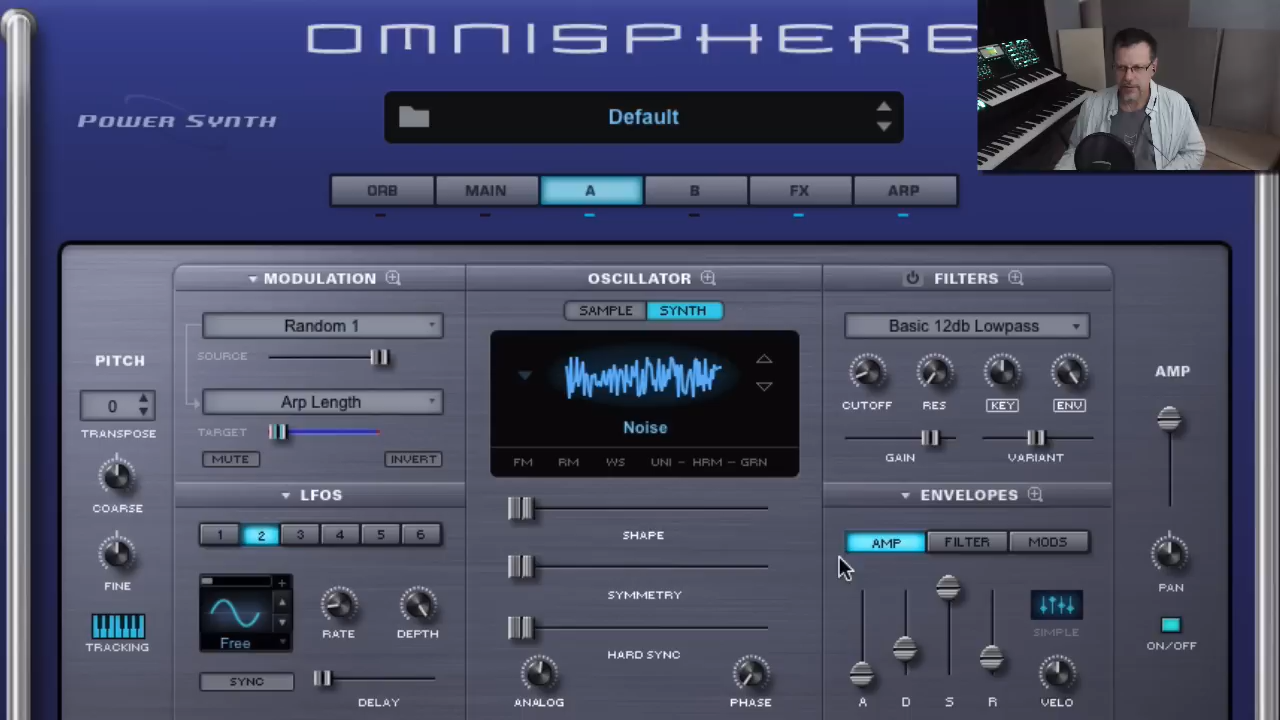 OMNISPHERE
POWER SYNTH
Default
ORB MAIN A B FX ARP
MODULATION
Random 1
SOURCE
Arp Length
TARGET
MUTE INVERT
LFOS
1 2 3 4 5 6
Free
RATE DEPTH
SYNC
DELAY
PITCH
0
TRANSPOSE
COARSE
FINE
TRACKING
OSCILLATOR
SAMPLE SYNTH
Noise
FM RM WS UNI - HRM - GRN
SHAPE
SYMMETRY
HARD SYNC
ANALOG PHASE
FILTERS
Basic 12db Lowpass
CUTOFF RES KEY ENV
GAIN VARIANT
ENVELOPES
AMP FILTER MODS
SIMPLE
A D S R VELO
AMP
PAN
ON/OFF